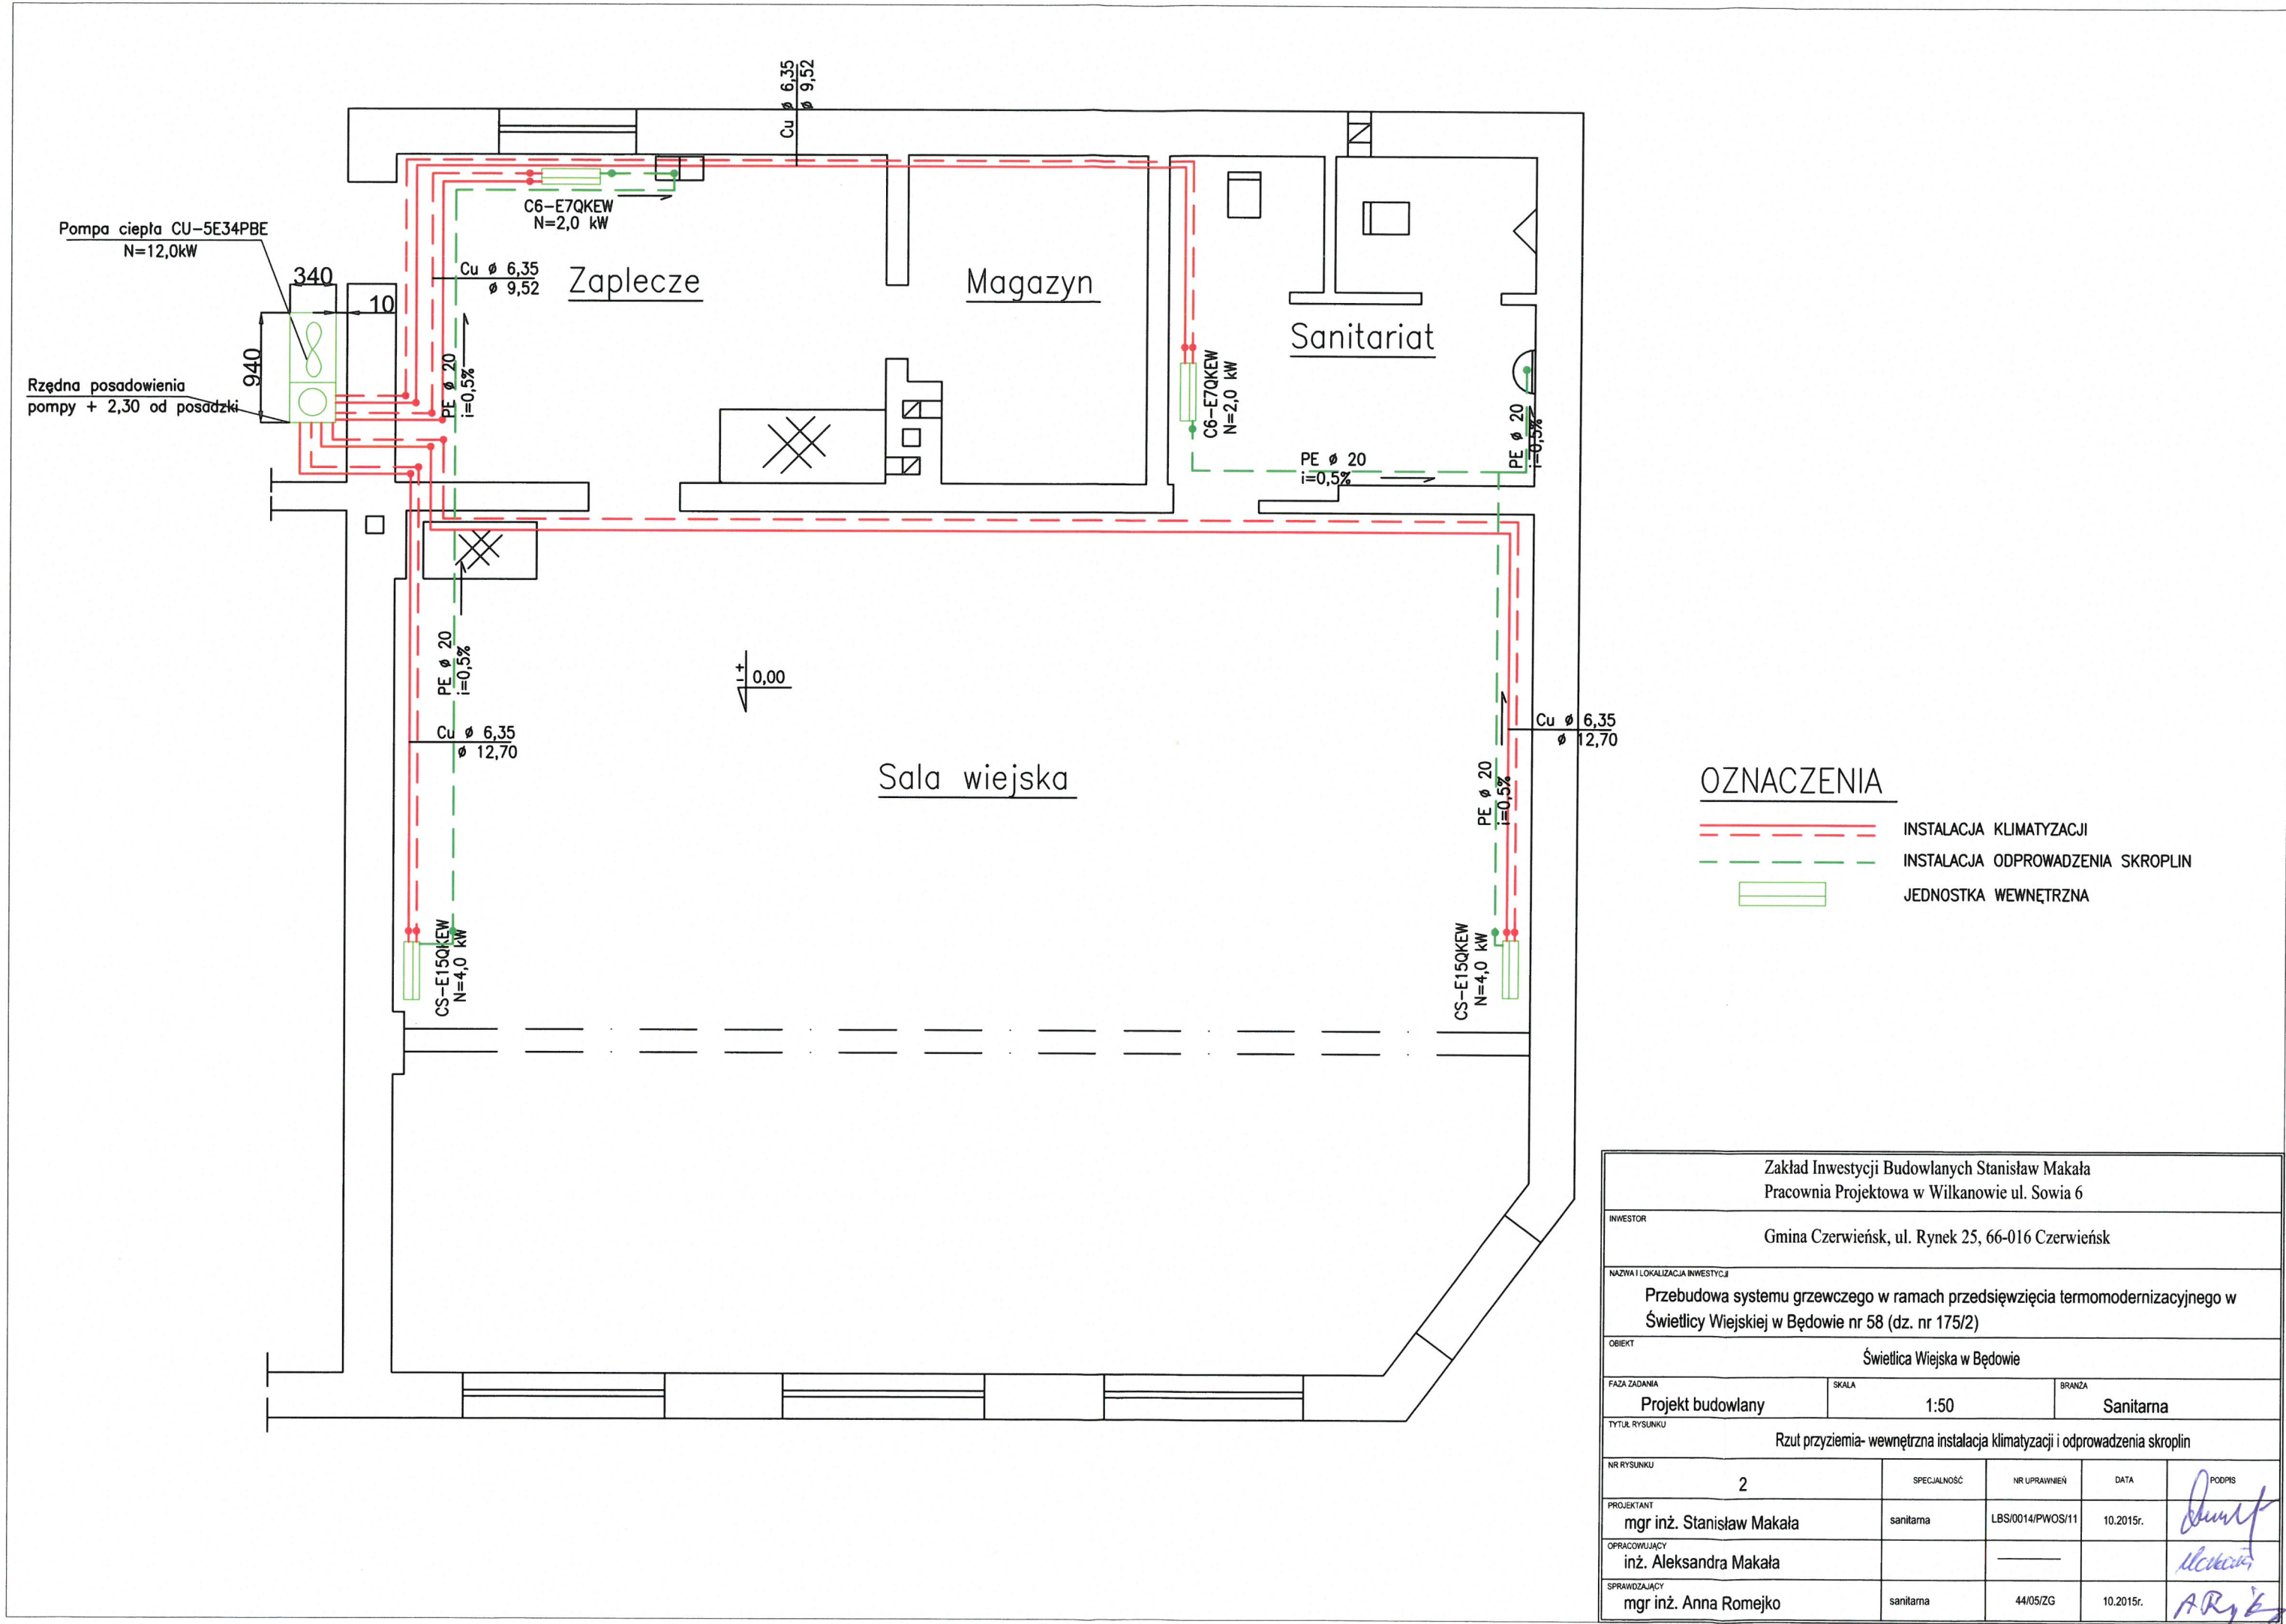 Cu ø 6,35
ø 9,52
Pompa ciepła CU-5E34PBE
N=12,0kW
340
10
940
Rzędna posadowienia
pompy + 2,30 od posadzki
C6-E7QKEW
N=2,0 kW
Cu ø 6,35
ø 9,52
Zaplecze
Magazyn
Sanitariat
PE ø 20
i=0,5%
C6-E7QKEW
N=2,0 kW
PE ø 20
i=0,5%
PE ø 20
i=0,5%
PE ø 20
i=0,5%
Cu ø 6,35
ø 12,70
+
-
0,00
Sala wiejska
Cu ø 6,35
ø 12,70
PE ø 20
i=0,5%
CS-E15QKEW
N=4,0 kW
CS-E15QKEW
N=4,0 kW
OZNACZENIA
INSTALACJA KLIMATYZACJI
INSTALACJA ODPROWADZENIA SKROPLIN
JEDNOSTKA WEWNĘTRZNA
Zakład Inwestycji Budowlanych Stanisław Makała
Pracownia Projektowa w Wilkanowie ul. Sowia 6
INWESTOR
Gmina Czerwieńsk, ul. Rynek 25, 66-016 Czerwieńsk
NAZWA I LOKALIZACJA INWESTYCJI
Przebudowa systemu grzewczego w ramach przedsięwzięcia termomodernizacyjnego w
Świetlicy Wiejskiej w Będowie nr 58 (dz. nr 175/2)
OBIEKT
Świetlica Wiejska w Będowie
FAZA ZADANIA SKALA BRANŻA
Projekt budowlany 1:50 Sanitarna
TYTUŁ RYSUNKU
Rzut przyziemia- wewnętrzna instalacja klimatyzacji i odprowadzenia skroplin
NR RYSUNKU
2 SPECJALNOŚĆ NR UPRAWNIEŃ DATA PODPIS
PROJEKTANT
mgr inż. Stanisław Makała sanitarna LBS/0014/PWOS/11 10.2015r.
OPRACOWUJĄCY
inż. Aleksandra Makała
SPRAWDZAJĄCY
mgr inż. Anna Romejko sanitarna 44/05/ZG 10.2015r.